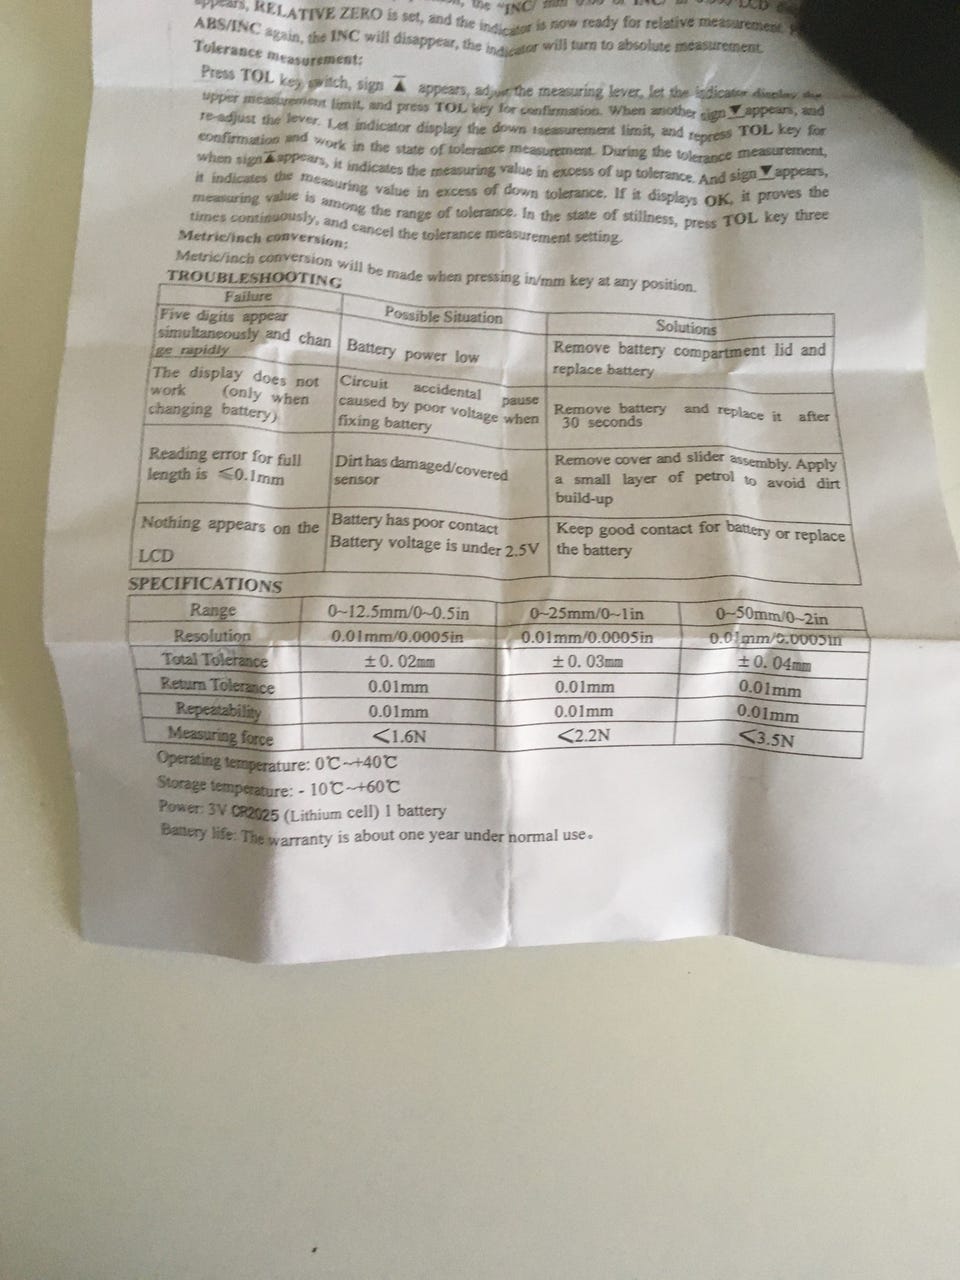 appears, RELATIVE ZERO is set, and the indicator is now ready for relative measurement.
ABS/INC again, the INC will disappear, the indicator will turn to absolute measurement.
Tolerance measurement:
Press TOL key switch, sign ▲ appears, adjust the measuring lever, let the indicator display the
upper measurement limit, and press TOL key for confirmation. When another sign ▼ appears, and
re-adjust the lever. Let indicator display the down measurement limit, and repress TOL key for
confirmation and work in the state of tolerance measurement. During the tolerance measurement,
when sign ▲ appears, it indicates the measuring value in excess of up tolerance. And sign ▼ appears,
it indicates the measuring value in excess of down tolerance. If it displays OK, it proves the
measuring value is among the range of tolerance. In the state of stillness, press TOL key three
times continuously, and cancel the tolerance measurement setting.
Metric/inch conversion:
Metric/inch conversion will be made when pressing in/mm key at any position.
TROUBLESHOOTING
Failure Possible Situation Solutions
Five digits appear
simultaneously and chan
ge rapidly
Battery power low
Remove battery compartment lid and
replace battery
The display does not
work (only when
changing battery)
Circuit accidental pause
caused by poor voltage when
fixing battery
Remove battery and replace it after
30 seconds
Reading error for full
length is ≤0.1mm
Dirt has damaged/covered
sensor
Remove cover and slider assembly. Apply
a small layer of petrol to avoid dirt
build-up
Nothing appears on the
LCD
Battery has poor contact
Battery voltage is under 2.5V
Keep good contact for battery or replace
the battery
SPECIFICATIONS
Range 0~12.5mm/0~0.5in 0~25mm/0~1in 0~50mm/0~2in
Resolution 0.01mm/0.0005in 0.01mm/0.0005in 0.01mm/0.0005in
Total Tolerance ±0.02mm ±0.03mm ±0.04mm
Return Tolerance 0.01mm 0.01mm 0.01mm
Repeatability 0.01mm 0.01mm 0.01mm
Measuring force <1.6N <2.2N <3.5N
Operating temperature: 0℃~+40℃
Storage temperature: - 10℃~+60℃
Power: 3V CR2025 (Lithium cell) 1 battery
Battery life: The warranty is about one year under normal use。